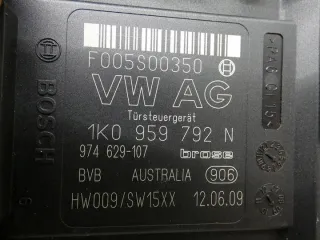 F005S00350
VW AG
Türsteuergerät
1K0 959 792 N
974 629-107 brose
BVB AUSTRALIA 906
HW009/SW15XX 12.06.09
BOSCH